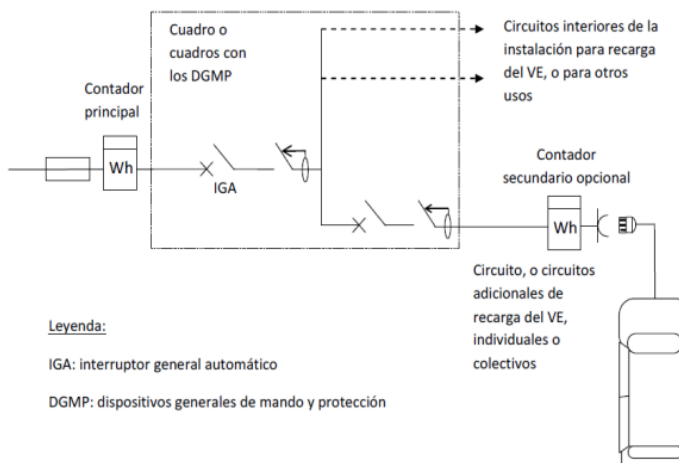 Cuadro o
cuadros con
los DGMP
Circuitos interiores de la
instalación para recarga
del VE, o para otros
usos
Contador
principal
Wh
IGA
Contador
secundario opcional
Wh
Circuito, o circuitos
adicionales de
recarga del VE,
individuales o
colectivos
Leyenda:
IGA: interruptor general automático
DGMP: dispositivos generales de mando y protección